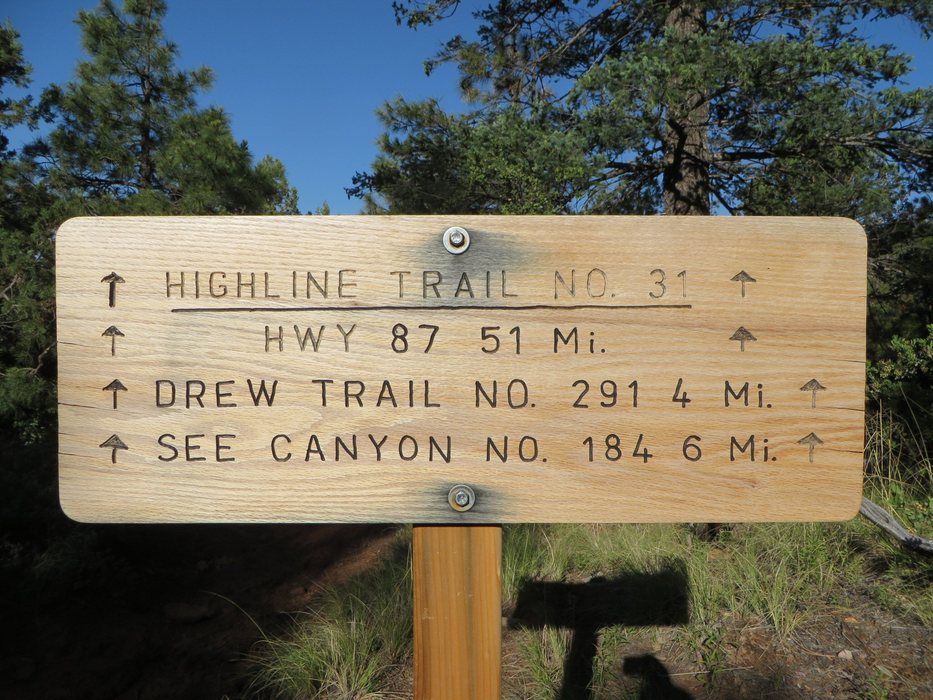 HIGHLINE TRAIL NO. 31
HWY 87 51 Mi.
DREW TRAIL NO. 291 4 Mi.
SEE CANYON NO. 184 6 Mi.